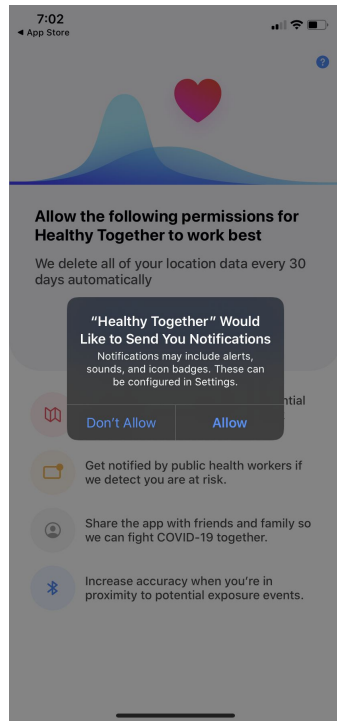 7:02
◀ App Store
?
Allow the following permissions for
Healthy Together to work best
We delete all of your location data every 30
days automatically
“Healthy Together” Would
Like to Send You Notifications
Notifications may include alerts,
sounds, and icon badges. These can
be configured in Settings.
Don’t Allow
Allow
Get notified by public health workers if
we detect you are at risk.
Share the app with friends and family so
we can fight COVID-19 together.
Increase accuracy when you’re in
proximity to potential exposure events.